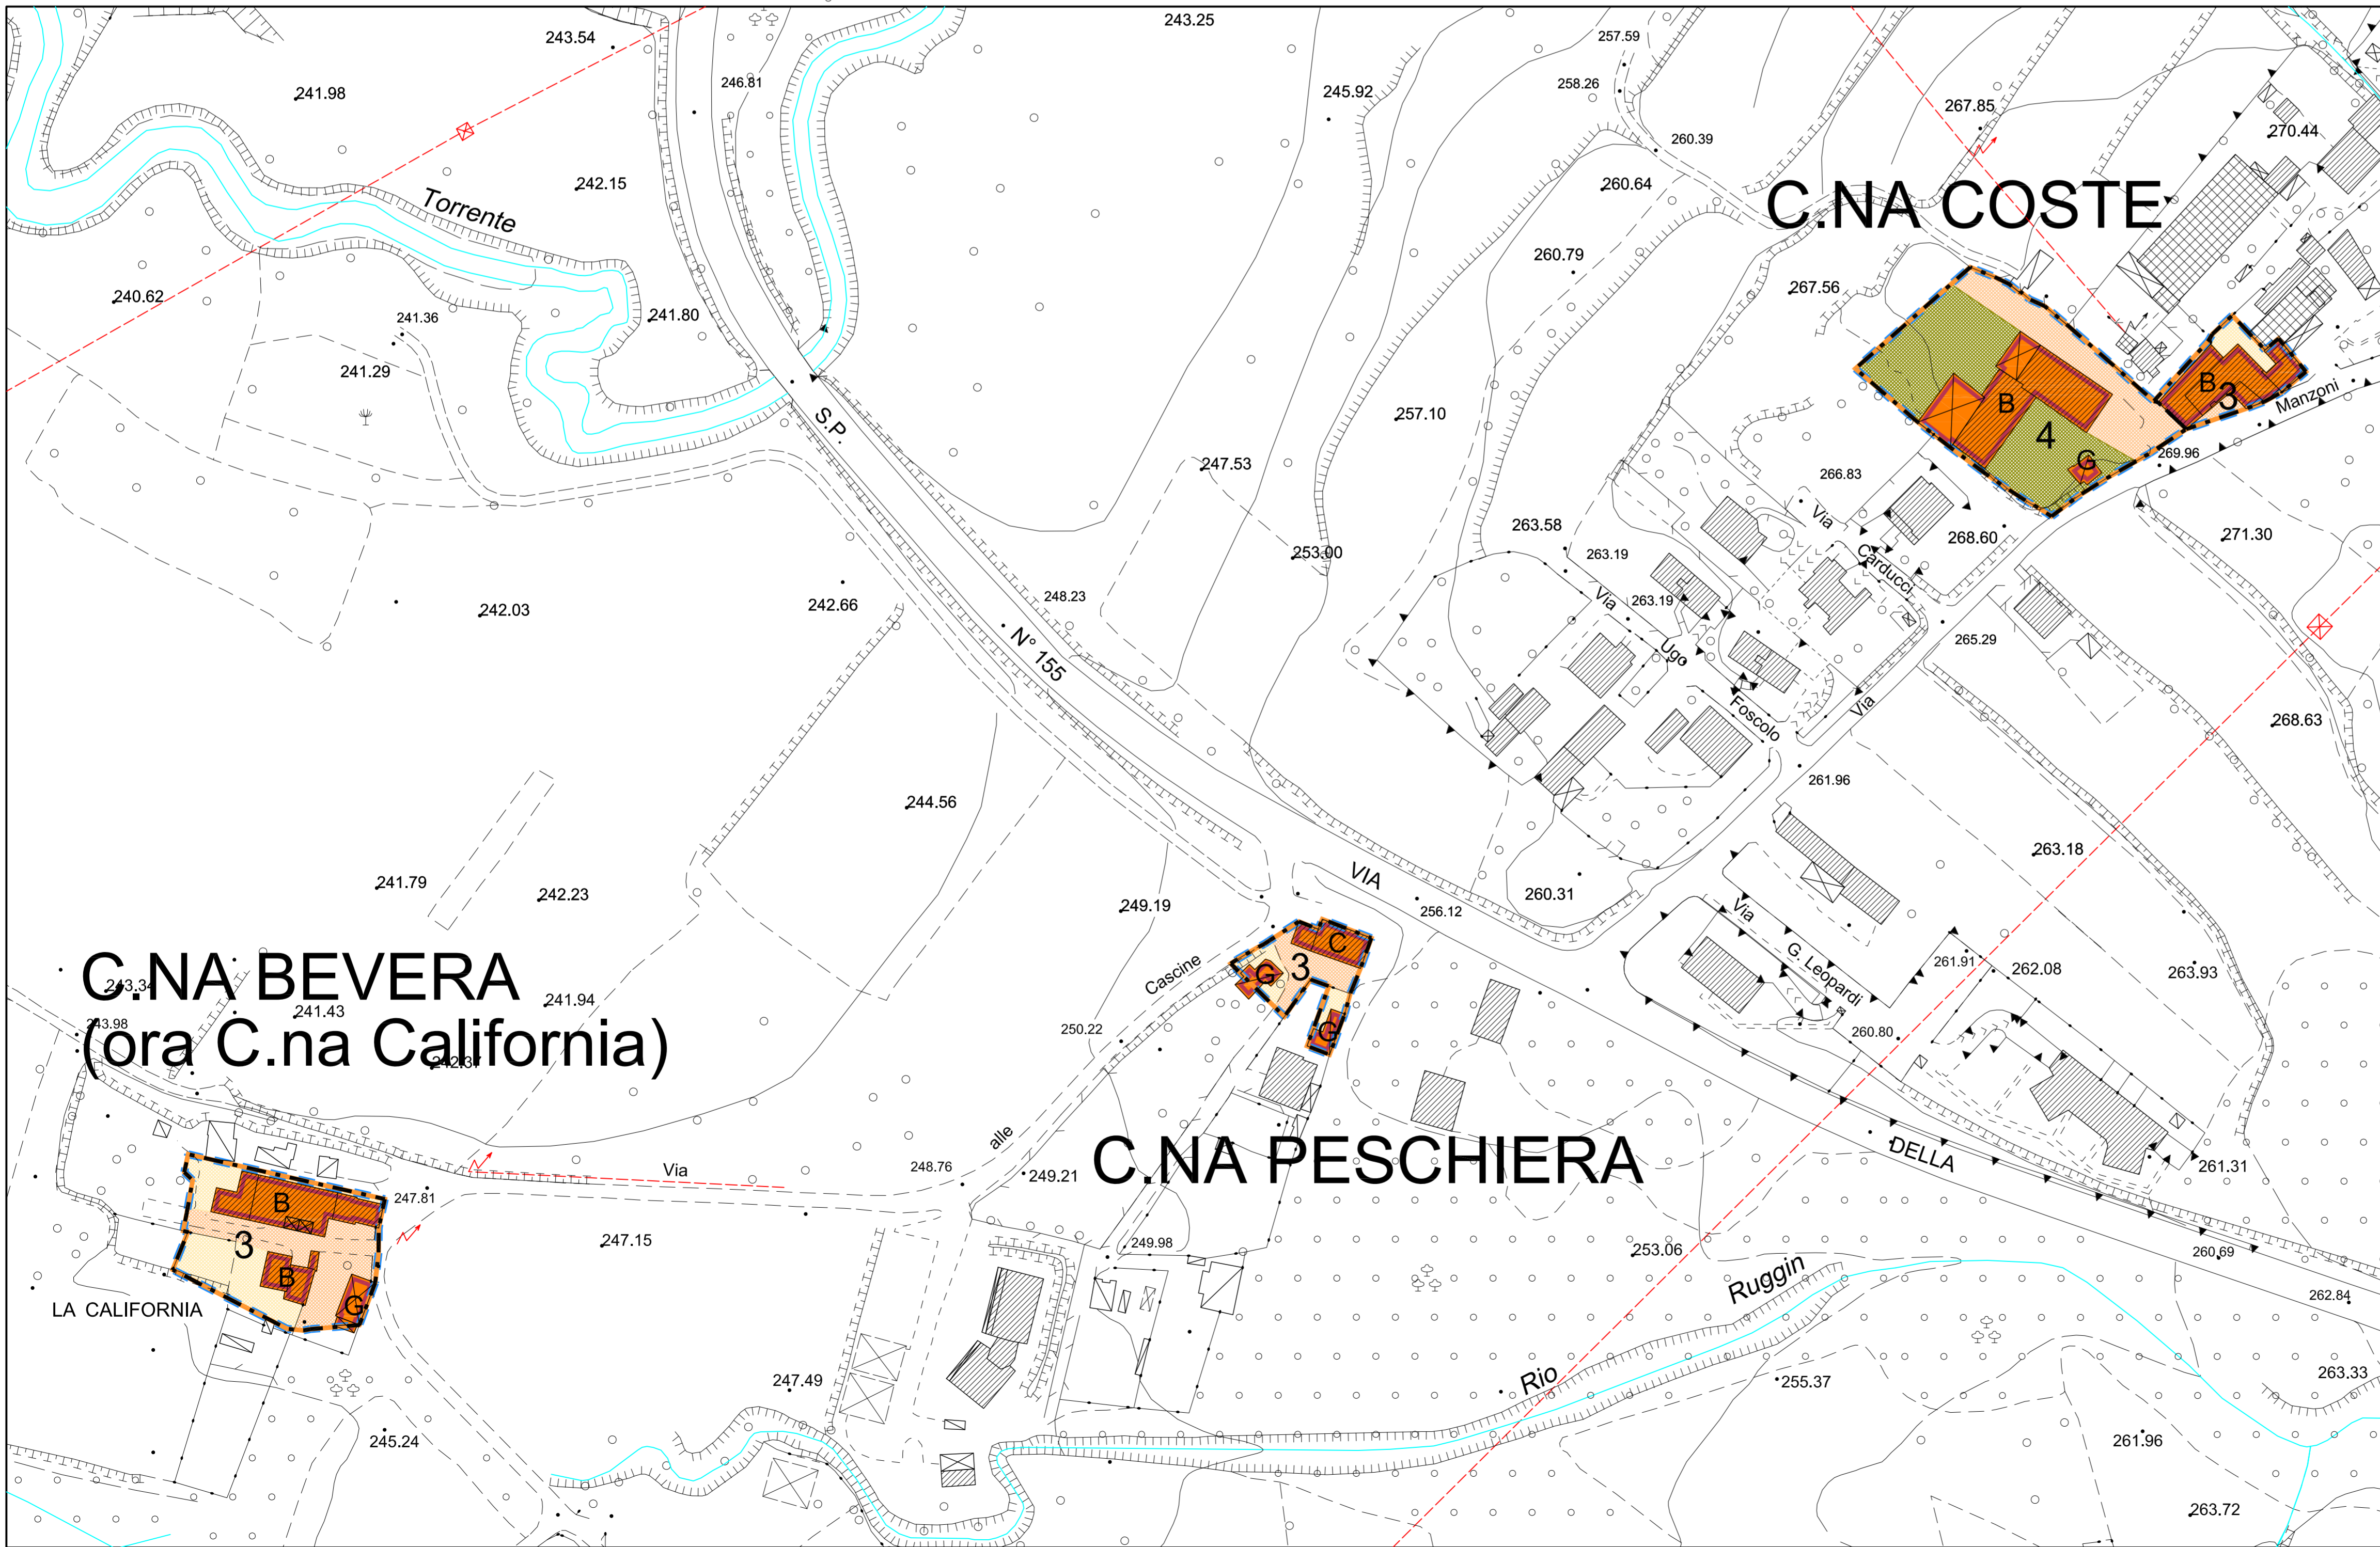 243.25
243.54
257.59
246.81
241.98
245.92
258.26
267.85
270.44
260.39
242.15
260.64
C.NA COSTE
Torrente
260.79
267.56
240.62
241.36
241.80
241.29
B
3
Manzoni
B
S.P.
257.10
4
247.53
G
269.96
266.83
Via
263.58
271.30
253.00
263.19
Carducci
268.60
248.23
Via
263.19
242.03
242.66
265.29
N° 155
Ugo
Foscolo
Via
268.63
261.96
244.56
263.18
VIA
241.79
242.23
260.31
249.19
256.12
Via
C
G. Leopardi
C.NA BEVERA
Cascine
G
3
261.91
262.08
263.93
243.34
241.94
241.43
243.98
(ora C.na California)
250.22
G
260.80
242.37
alle
C.NA PESCHIERA
DELLA
Via
248.76
249.21
261.31
B
247.81
3
247.15
249.98
253.06
260.69
B
G
Ruggin
LA CALIFORNIA
262.84
247.49
Rio
255.37
263.33
245.24
261.96
263.72